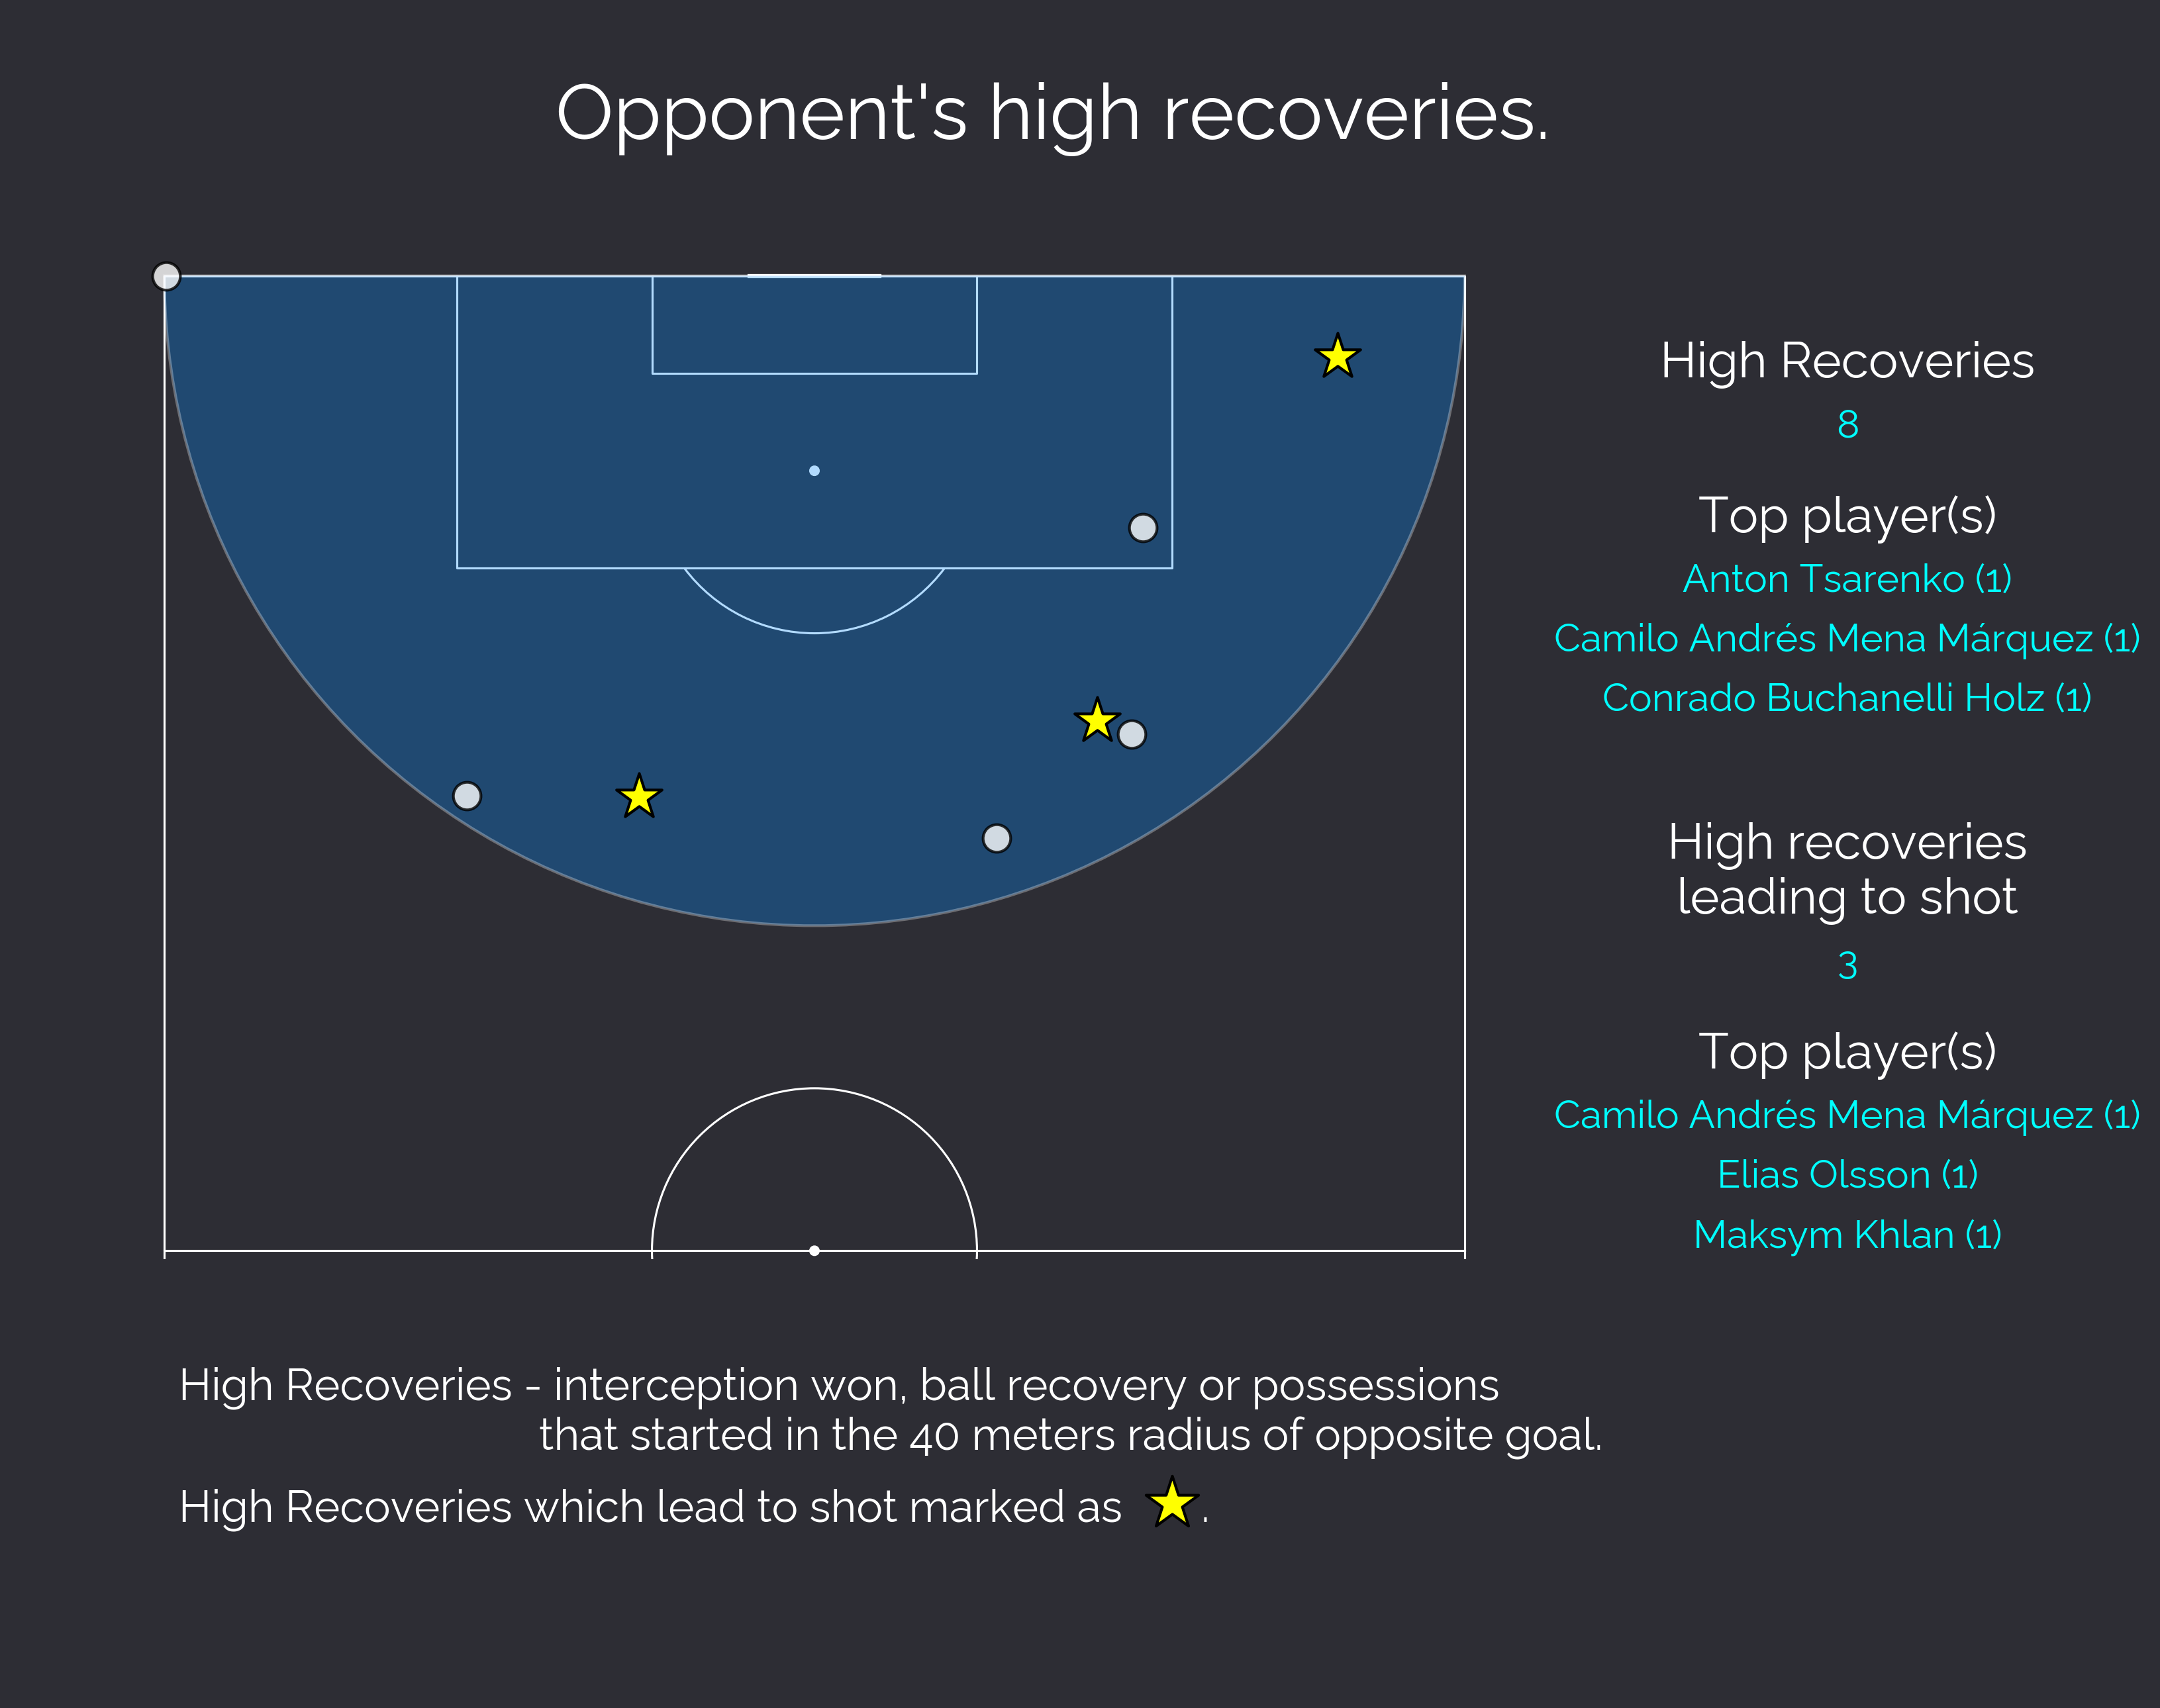 Opponent's high recoveries.
High Recoveries
8
Top player(s)
Anton Tsarenko (1)
Camilo Andrés Mena Márquez (1)
Conrado Buchanelli Holz (1)
High recoveries
leading to shot
3
Top player(s)
Camilo Andrés Mena Márquez (1)
Elias Olsson (1)
Maksym Khlan (1)
High Recoveries - interception won, ball recovery or possessions
that started in the 40 meters radius of opposite goal.
High Recoveries which lead to shot marked as .